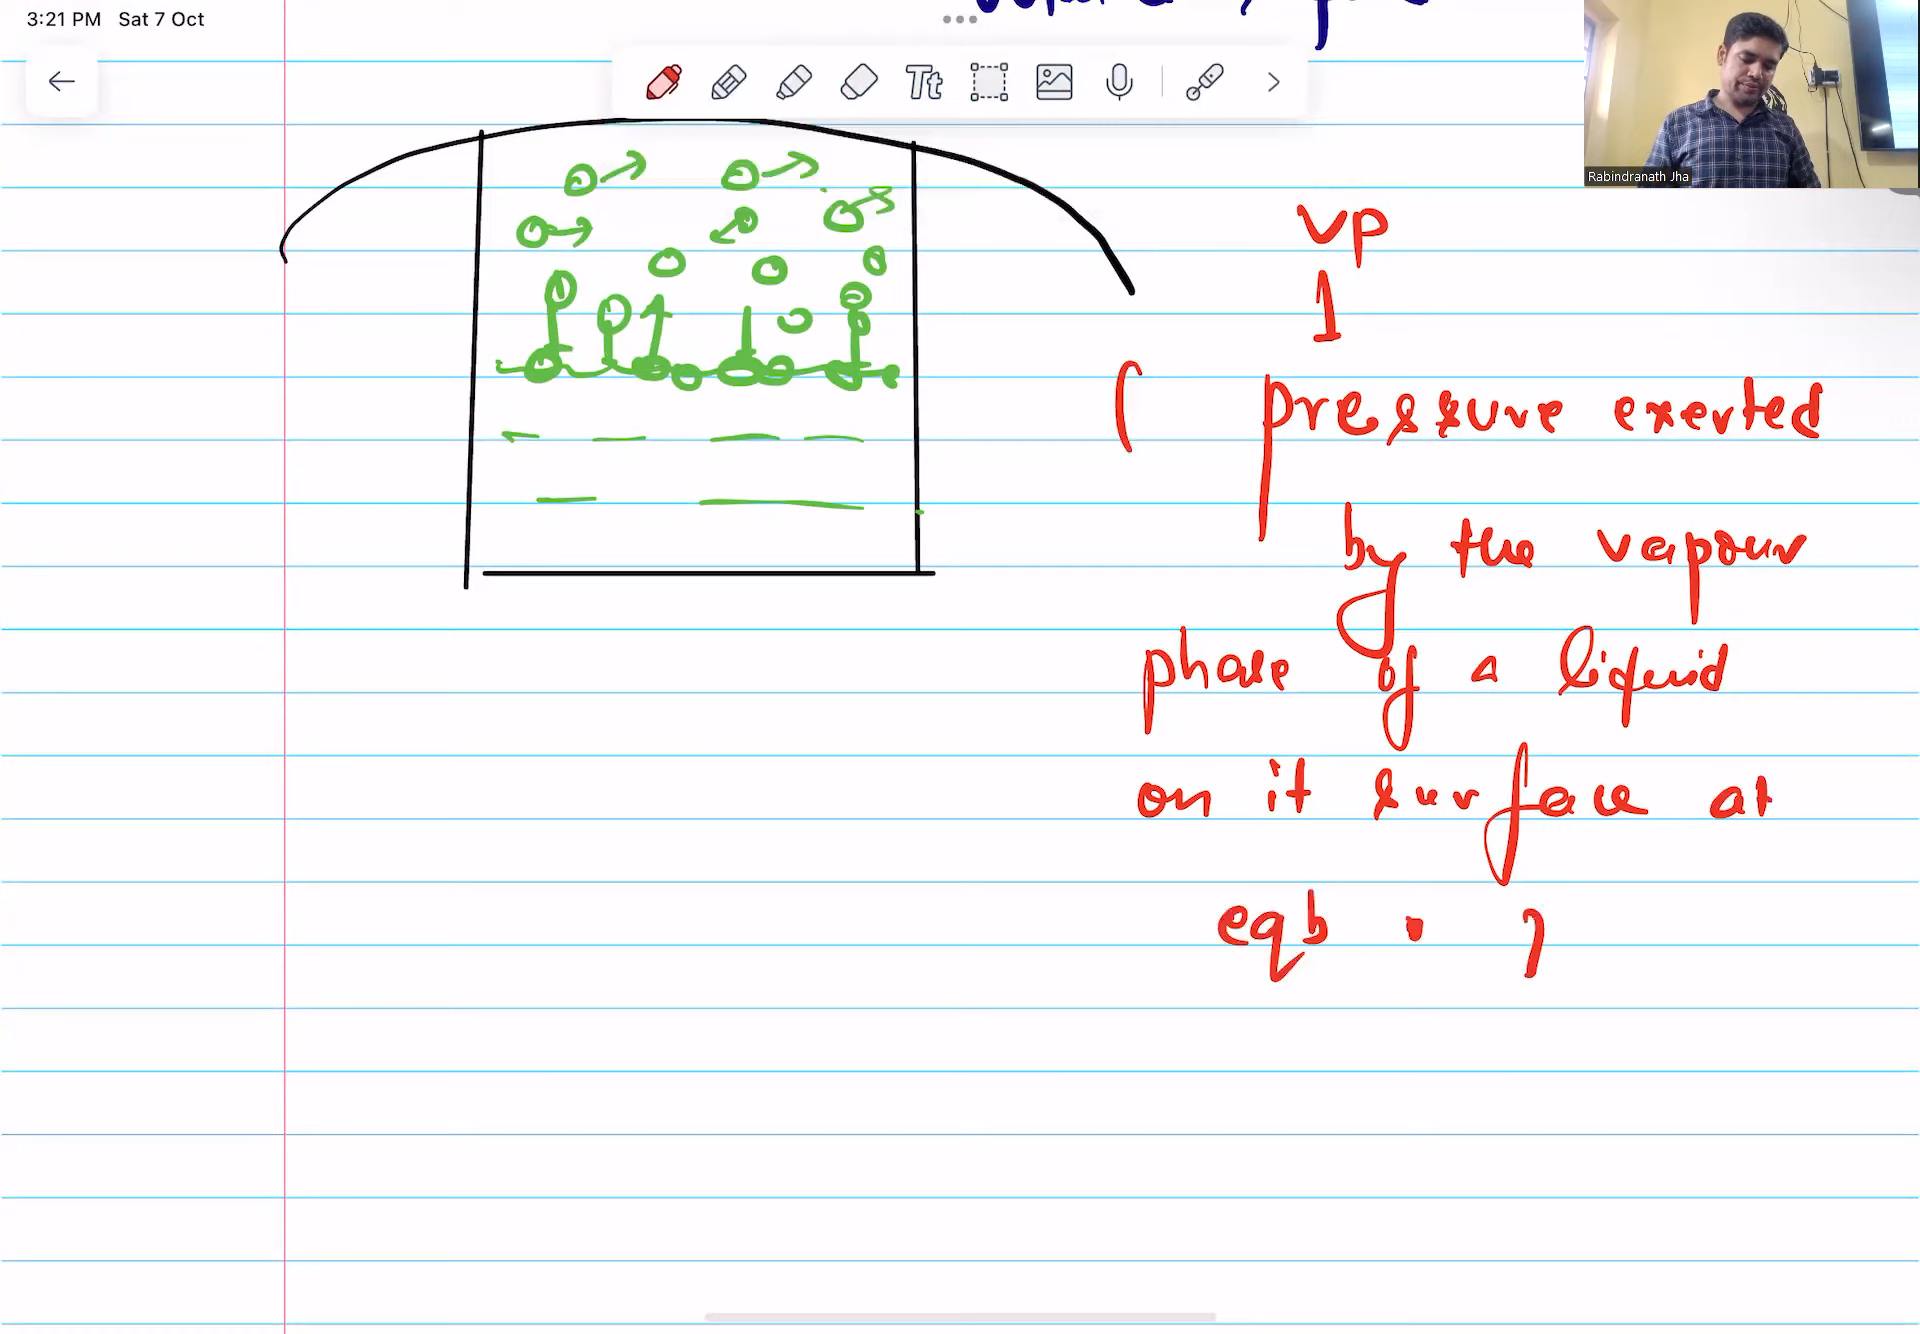 3:21 PM Sat 7 Oct
Tt
Rabindranath Jha
vp
( pressure exerted
by the vapour
phase of a liquid
on it surface at
eqb . )